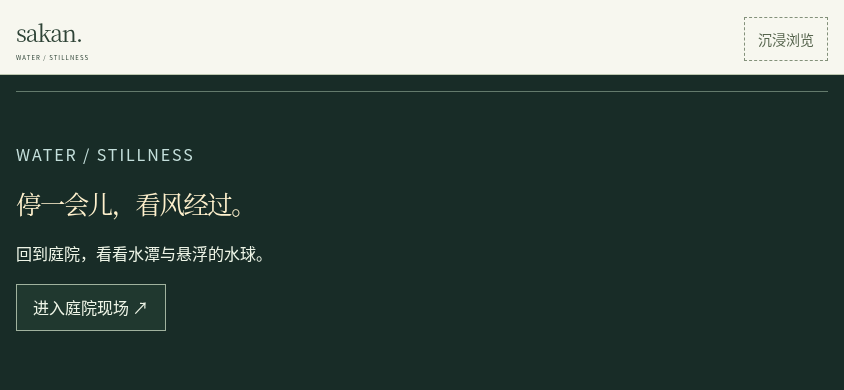 sakan.
WATER / STILLNESS
沉浸浏览
WATER / STILLNESS
停一会儿，看风经过。
回到庭院，看看水潭与悬浮的水球。
进入庭院现场 ↗